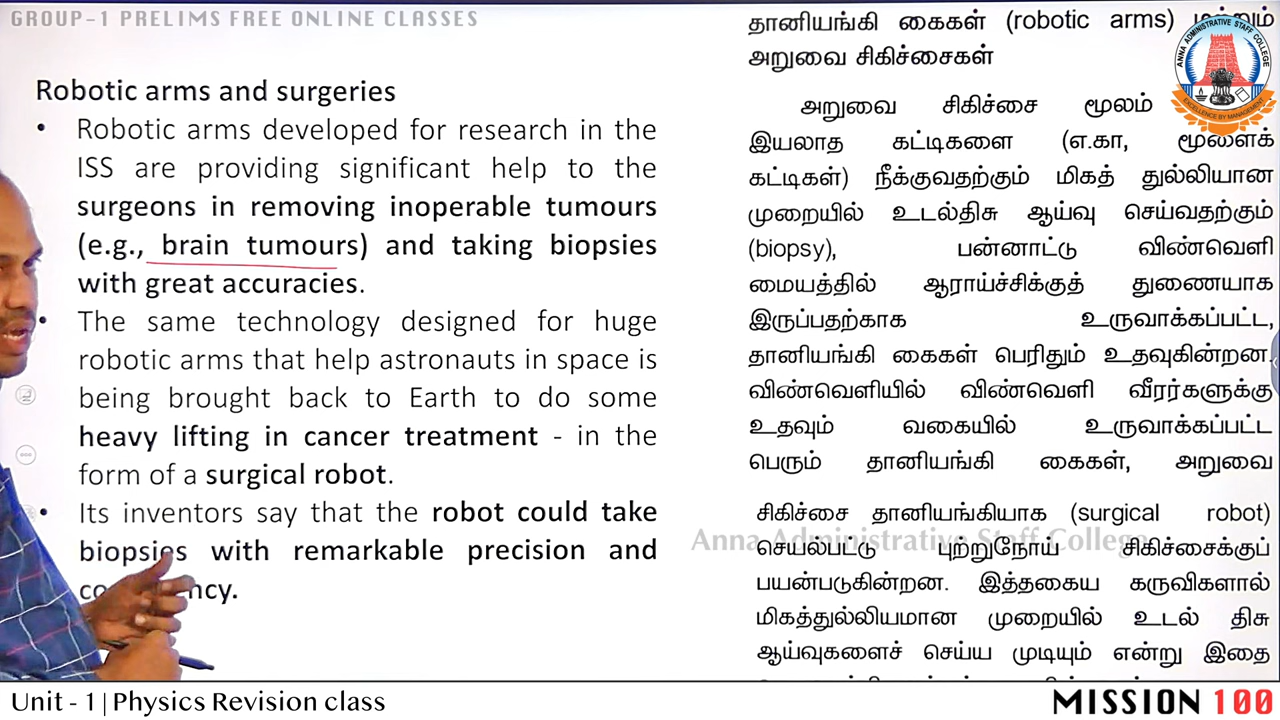 GROUP-1 PRELIMS FREE ONLINE CLASSES
Robotic arms and surgeries
• Robotic arms developed for research in the
ISS are providing significant help to the
surgeons in removing inoperable tumours
(e.g., brain tumours) and taking biopsies
with great accuracies.
• The same technology designed for huge
robotic arms that help astronauts in space is
being brought back to Earth to do some
heavy lifting in cancer treatment - in the
form of a surgical robot.
• Its inventors say that the robot could take
biopsies with remarkable precision and
தானியங்கி கைகள் (robotic arms) மற்றும்
அறுவை சிகிச்சைகள்
அறுவை சிகிச்சை மூலம்
இயலாத கட்டிகளை (எ.கா, மூளைக்
கட்டிகள்) நீக்குவதற்கும் மிகத் துல்லியான
முறையில் உடல்திசு ஆய்வு செய்வதற்கும்
(biopsy), பன்னாட்டு விண்வெளி
மையத்தில் ஆராய்ச்சிக்குத் துணையாக
இருப்பதற்காக உருவாக்கப்பட்ட,
தானியங்கி கைகள் பெரிதும் உதவுகின்றன.
விண்வெளியில் விண்வெளி வீரர்களுக்கு
உதவும் வகையில் உருவாக்கப்பட்ட
பெரும் தானியங்கி கைகள், அறுவை
சிகிச்சை தானியங்கியாக (surgical robot)
Anna Administrative Staff College
செயல்பட்டு புற்றுநோய் சிகிச்சைக்குப்
பயன்படுகின்றன. இத்தகைய கருவிகளால்
மிகத்துல்லியமான முறையில் உடல் திசு
ஆய்வுகளைச் செய்ய முடியும் என்று இதை
ANNA ADMINISTRATIVE STAFF COLLEGE
EXCELLENCE BY MANAGEMENT
Unit - 1 | Physics Revision class
MISSION 100